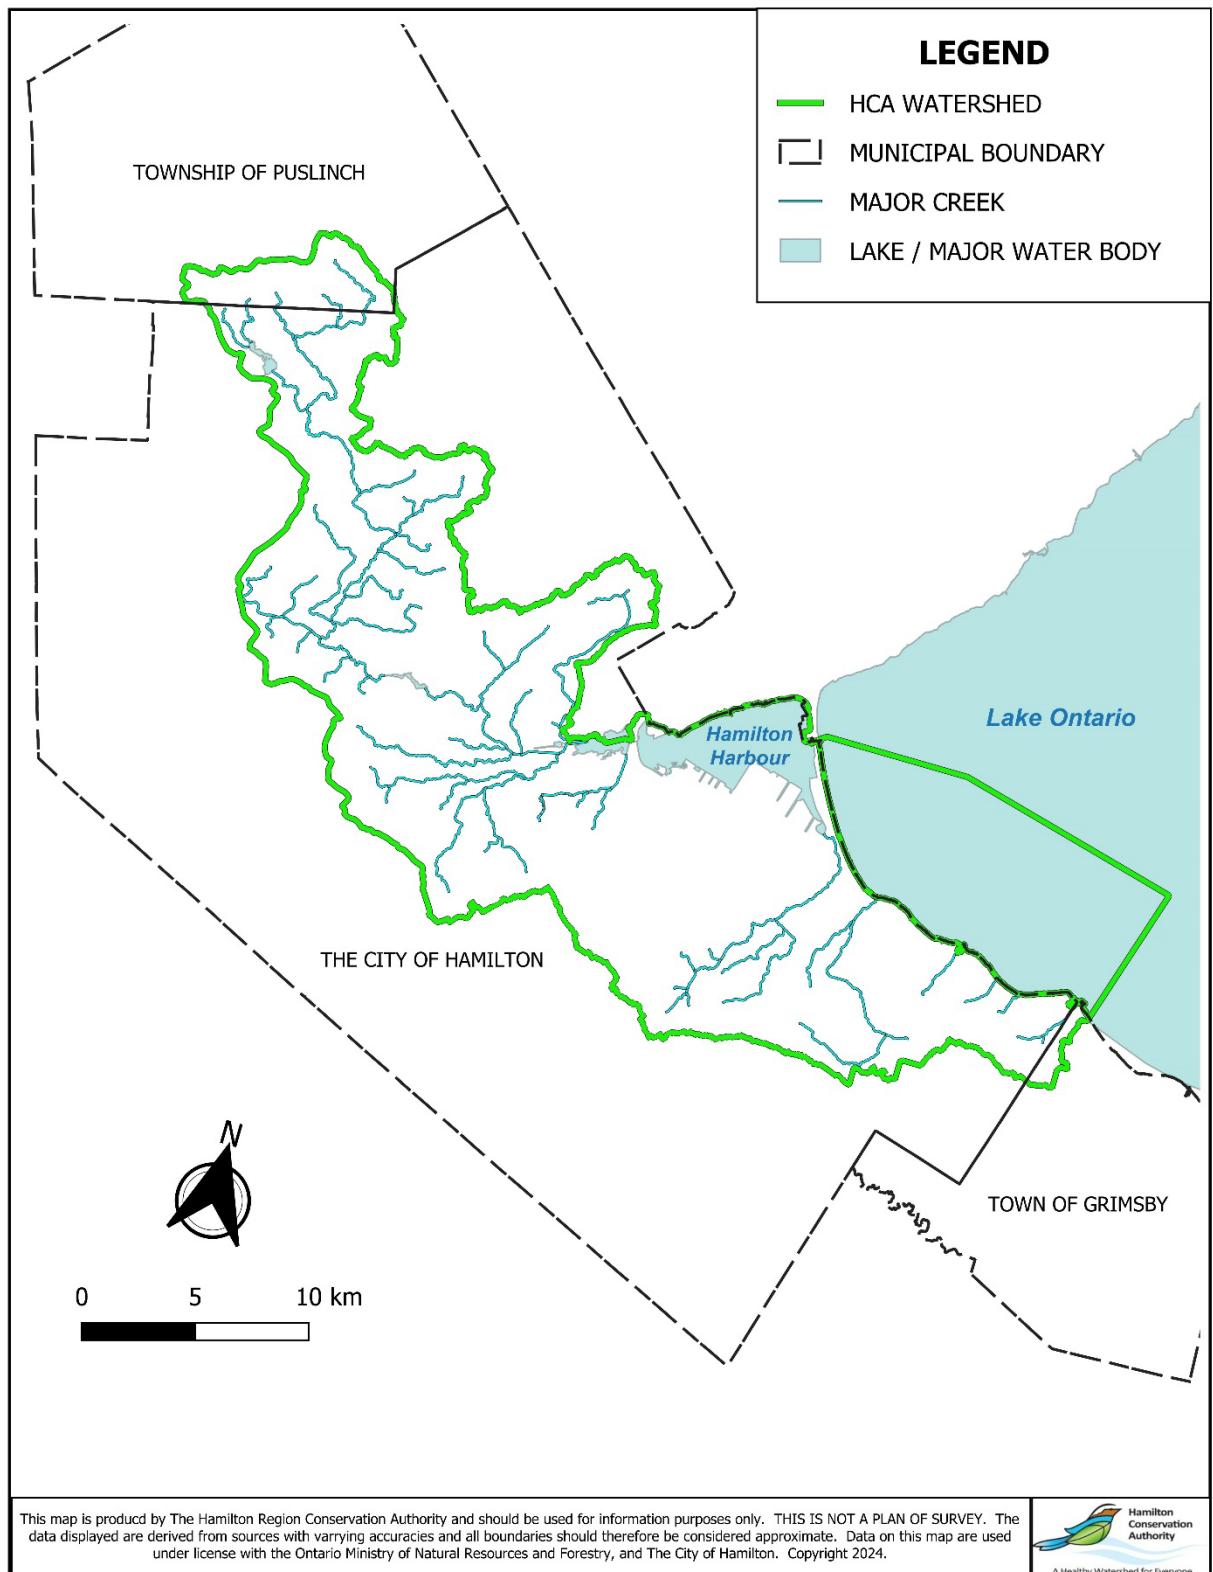 LEGEND
HCA WATERSHED
MUNICIPAL BOUNDARY
MAJOR CREEK
LAKE / MAJOR WATER BODY
TOWNSHIP OF PUSLINCH
Lake Ontario
Hamilton
Harbour
THE CITY OF HAMILTON
N
TOWN OF GRIMSBY
0 5 10 km
This map is producd by The Hamilton Region Conservation Authority and should be used for information purposes only. THIS IS NOT A PLAN OF SURVEY. The
data displayed are derived from sources with varrying accuracies and all boundaries should therefore be considered approximate. Data on this map are used
under license with the Ontario Ministry of Natural Resources and Forestry, and The City of Hamilton. Copyright 2024.
Hamilton
Conservation
Authority
A Healthy Watershed for Everyone